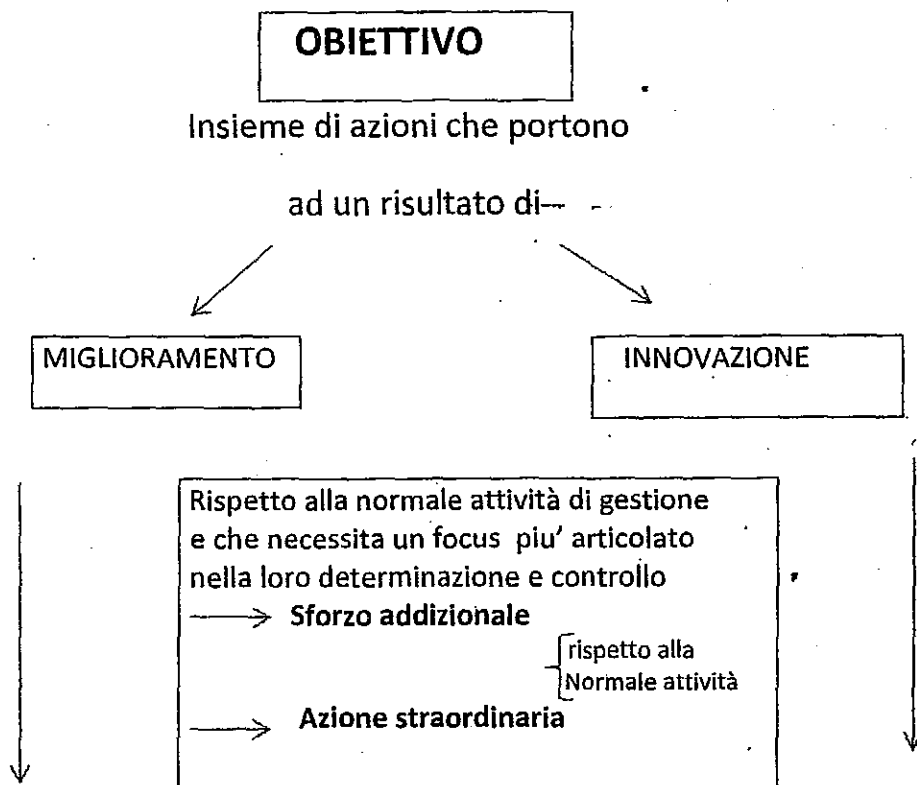 OBIETTIVO
Insieme di azioni che portono
ad un risultato di--
MIGLIORAMENTO
INNOVAZIONE
Rispetto alla normale attività di gestione
e che necessita un focus piu' articolato
nella loro determinazione e controllo
Sforzo addizionale
rispetto alla
Normale attività
Azione straordinaria